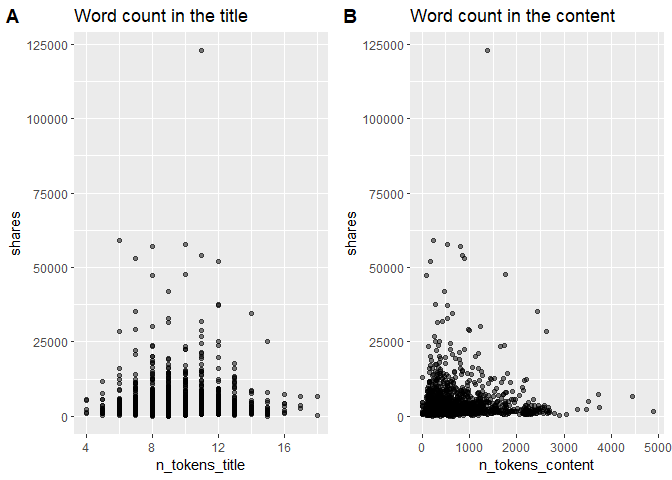 A
Word count in the title
125000
100000
75000
50000
25000
0
shares
4
8
12
16
n_tokens_title
B
Word count in the content
125000
100000
75000
50000
25000
0
shares
0
1000
2000
3000
4000
5000
n_tokens_content